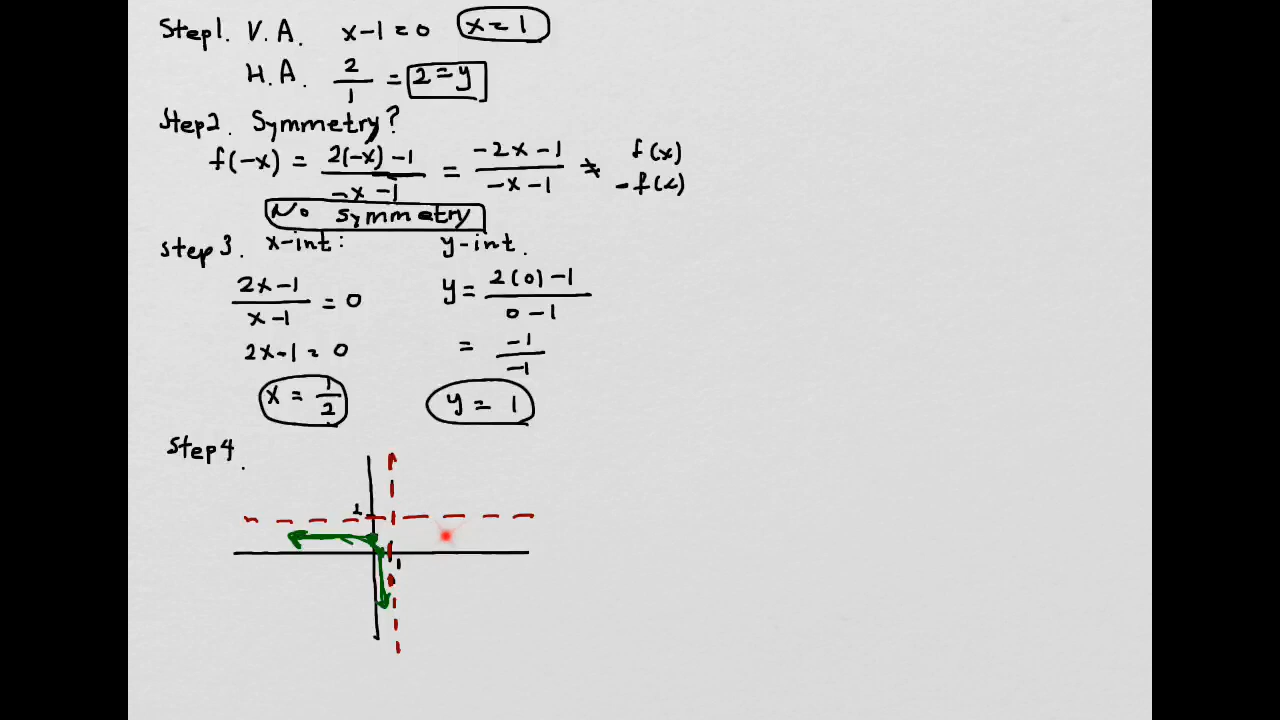 Step1. V.A. x-1=0 x=1
H.A. 2/1 = 2=y
Step2. Symmetry?
f(-x) = 2(-x)-1/-x-1 = -2x-1/-x-1 ≠ f(x) -f(x)
No symmetry
step3. x-int: y-int.
2x-1/x-1 = 0 y= 2(0)-1/0-1
2x-1=0 = -1/-1
x = 1/2 y = 1
Step4.
2
1